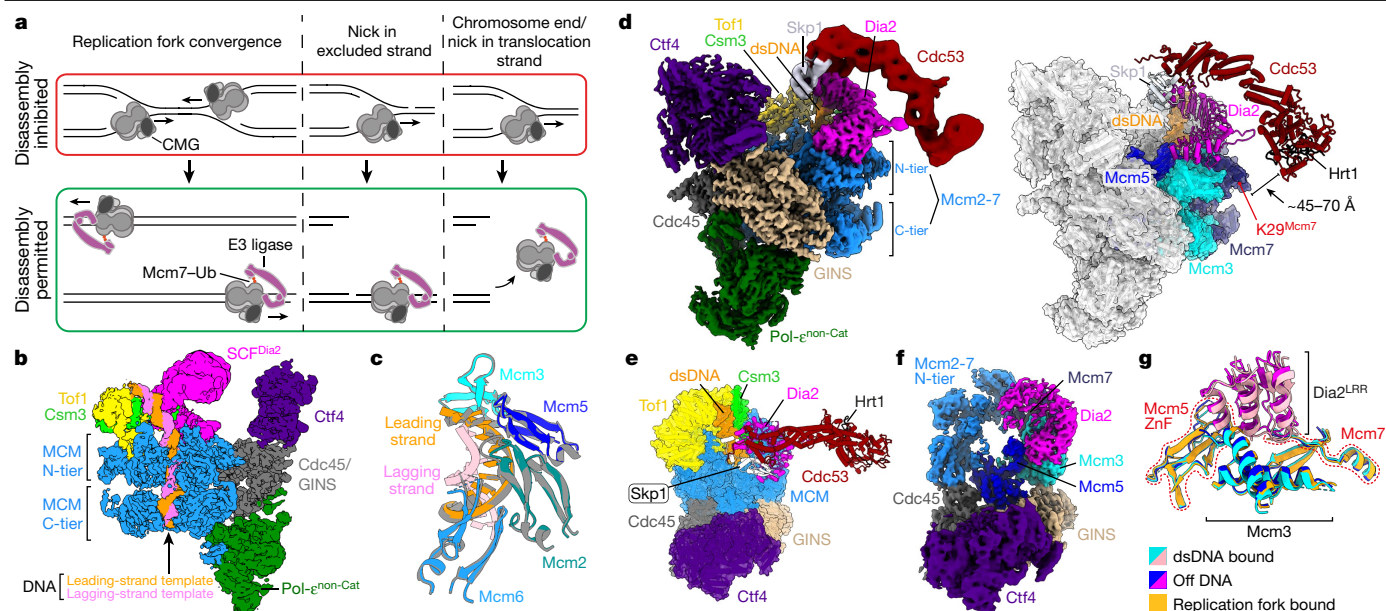 a
Replication fork convergence
Nick in
excluded strand
Chromosome end/
nick in translocation
strand
Disassembly
inhibited
CMG
Disassembly
permitted
Mcm7–Ub
E3 ligase
b
SCFDia2
Tof1
Csm3
Ctf4
MCM
N-tier
Cdc45/
GINS
MCM
C-tier
DNA
Leading-strand template
Lagging-strand template
Pol-εnon-Cat
c
Mcm3
Mcm5
Leading
strand
Lagging
strand
Mcm2
Mcm6
d
Tof1
Csm3
Skp1
dsDNA
Dia2
Ctf4
Cdc53
N-tier
Mcm2-7
C-tier
Cdc45
GINS
Pol-εnon-Cat
Skp1
Cdc53
Dia2
dsDNA
Mcm5
Hrt1
~45–70 Å
K29Mcm7
Mcm7
Mcm3
e
dsDNA
Csm3
Tof1
Dia2
Hrt1
Skp1
Cdc53
MCM
Cdc45
GINS
Ctf4
f
Mcm2-7
N-tier
Mcm7
Dia2
Mcm3
Mcm5
Cdc45
GINS
Ctf4
g
Dia2LRR
Mcm5
ZnF
Mcm7
Mcm3
dsDNA bound
Off DNA
Replication fork bound